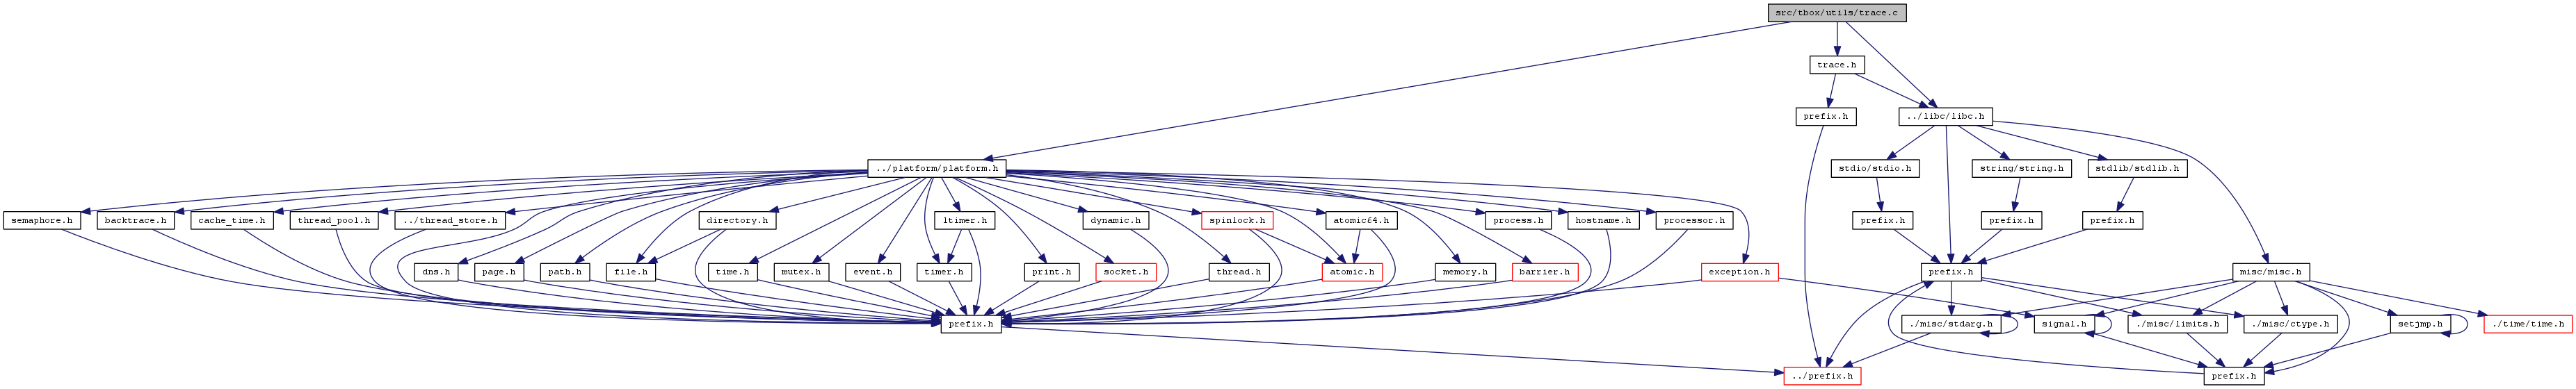 src/tbox/utils/trace.c
trace.h
prefix.h
../libc/libc.h
../platform/platform.h
stdio/stdio.h
string/string.h
stdlib/stdlib.h
semaphore.h
backtrace.h
cache_time.h
thread_pool.h
../thread_store.h
directory.h
ltimer.h
dynamic.h
spinlock.h
atomic64.h
process.h
hostname.h
processor.h
prefix.h
prefix.h
prefix.h
dns.h
page.h
path.h
file.h
time.h
mutex.h
event.h
timer.h
print.h
socket.h
thread.h
atomic.h
memory.h
barrier.h
exception.h
prefix.h
misc/misc.h
prefix.h
./misc/stdarg.h
signal.h
./misc/limits.h
./misc/ctype.h
setjmp.h
./time/time.h
../prefix.h
prefix.h